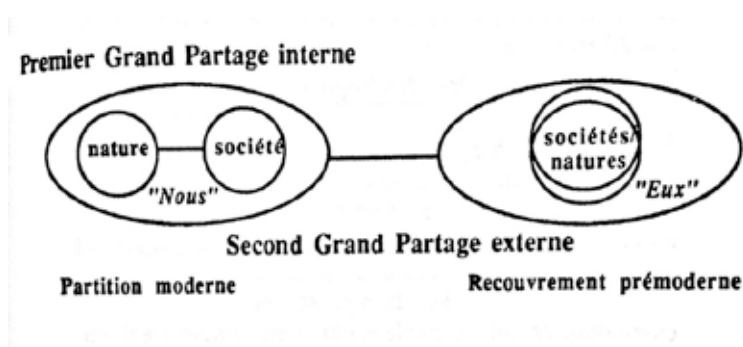 Premier Grand Partage interne
nature
société
"Nous"
sociétés/
natures
"Eux"
Second Grand Partage externe
Partition moderne
Recouvrement prémoderne